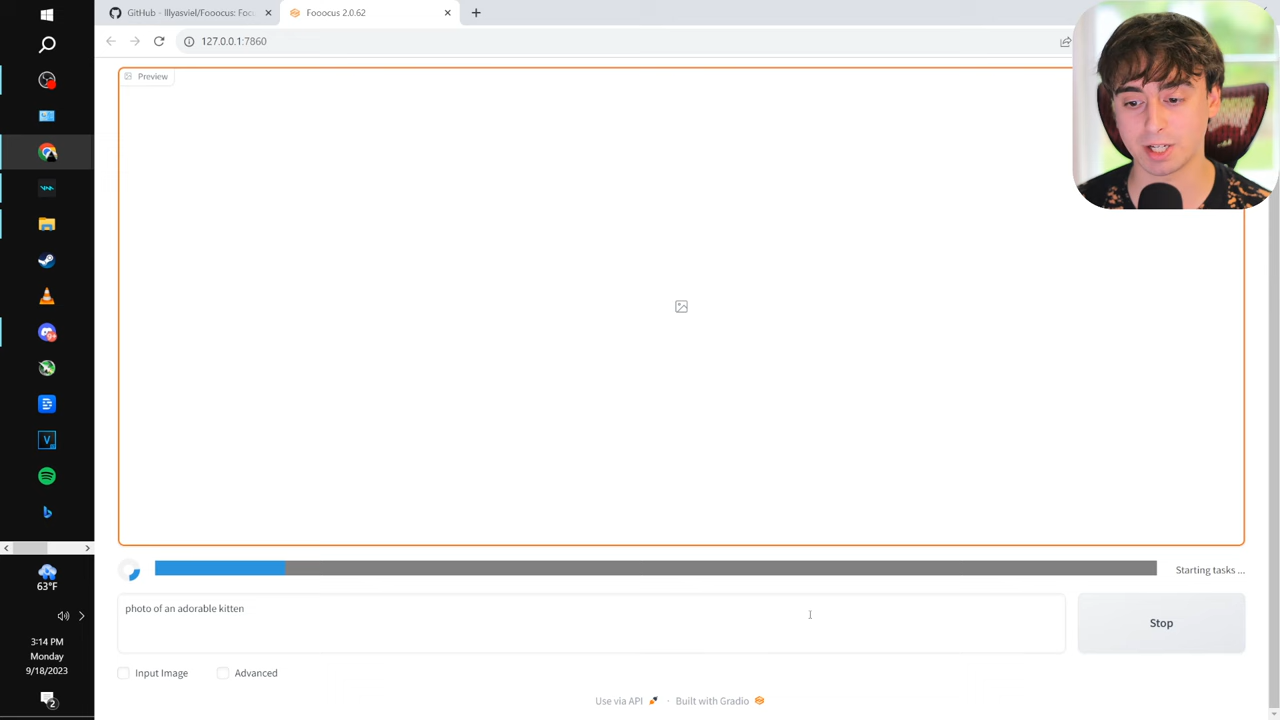 GitHub - lllyasviel/Fooocus: Foc
Fooocus 2.0.62
127.0.0.1:7860
Preview
Starting tasks ...
photo of an adorable kitten
Stop
Input Image
Advanced
Use via API · Built with Gradio
63°F
3:14 PM
Monday
9/18/2023
2